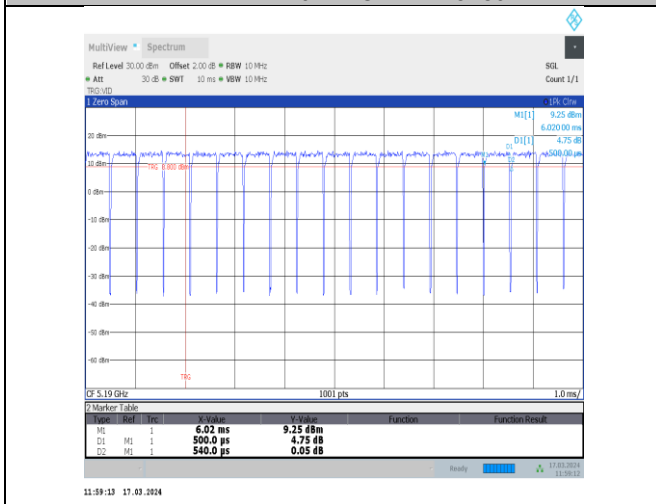 MultiView Spectrum
Ref Level 30.00 dBm Offset 2.00 dB RBW 10 MHz SGL
Att 30 dB SWT 10 ms VBW 10 MHz Count 1/1
TRG:VID
1 Zero Span 1Pk Clrw
M1[1] 9.25 dBm
6.02000 ms
20 dBm
D1[1] 4.75 dB
D1
500.00 µs
10 dBm
TRG 8.800 dBm
0 dBm
-10 dBm
-20 dBm
-30 dBm
-40 dBm
-50 dBm
-60 dBm
TRG
CF 5.19 GHz 1001 pts 1.0 ms/
2 Marker Table
Type Ref Trc X-Value Y-Value Function Function Result
M1 1 6.02 ms 9.25 dBm
D1 M1 1 500.0 µs 4.75 dB
D2 M1 1 540.0 µs 0.05 dB
Ready 17.03.2024
11:59:12
11:59:13 17.03.2024